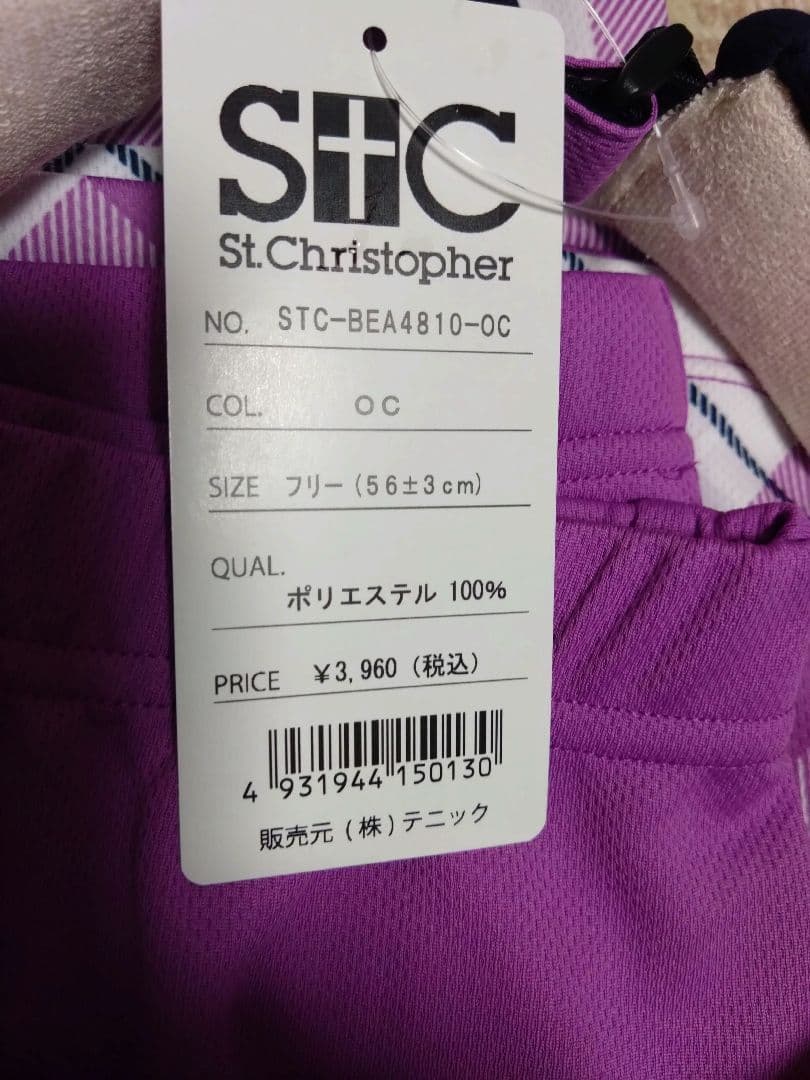 STC
St.Christopher
NO. STC-BEA4810-OC
COL. OC
SIZE フリー(56±3cm)
QUAL.
ポリエステル 100%
PRICE ¥3,960 (税込)
4 931944 150130
販売元 (株) テニック